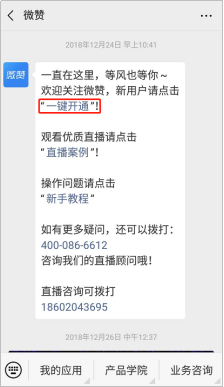 微赞
2018年12月24日 早上10:41
微赞
一直在这里，等风也等你~
欢迎关注微赞，新用户请点击
“一键开通”！
观看优质直播请点击
“直播案例”！
操作问题请点击
“新手教程”
如有更多疑问，还可以拨打：
400-086-6612
咨询我们的直播顾问哦！
直播咨询可拨打
18602043695
2018年12月26日 中午12:37
我的应用
产品学院
业务咨询